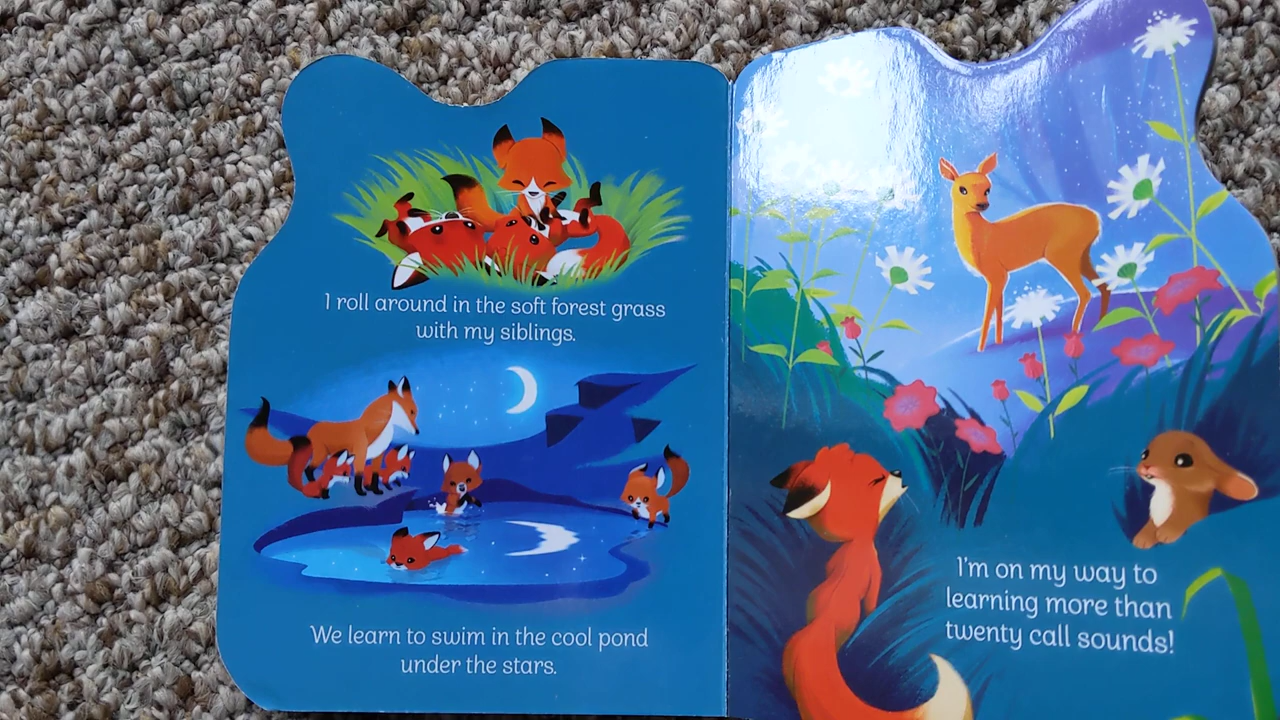 I roll around in the soft forest grass
with my siblings.
We learn to swim in the cool pond
under the stars.
I'm on my way to
learning more than
twenty call sounds!